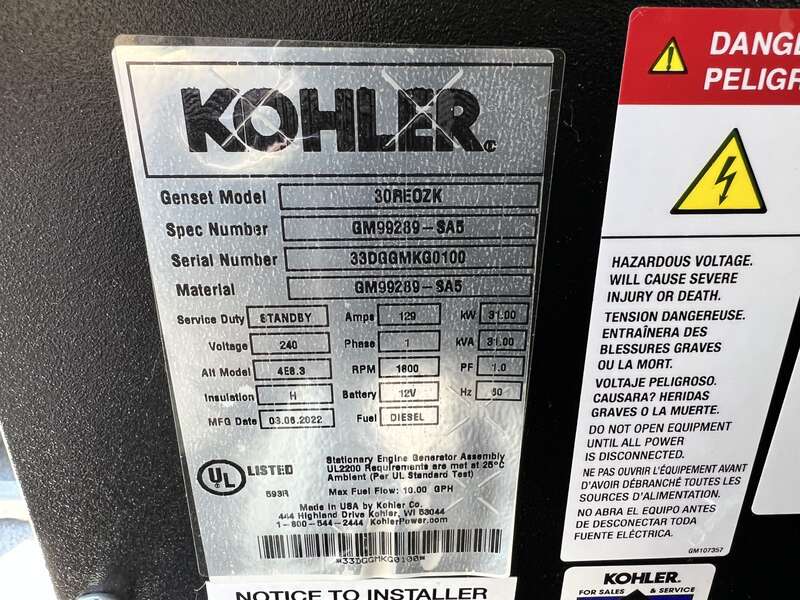 KOHLER
Genset Model 30REOZK
Spec Number GM99289-SA5
Serial Number 33DGGMKG0100
Material GM99289-SA5
Service Duty STANDBY Amps 129 kW 31.00
Voltage 240 Phase 1 kVA 31.00
Alt Model 4E8.3 RPM 1800 PF 1.0
Insulation H Battery 12V Hz 60
MFG Date 03.06.2022 Fuel DIESEL
UL LISTED
593R
Stationary Engine Generator Assembly
UL2200 Requirements are met at 25°C
Ambient (Per UL Standard Test)
Max Fuel Flow: 10.00 GPH
Made in USA by Kohler Co.
444 Highland Drive Kohler, WI 53044
1-800-544-2444 KohlerPower.com
*33DGGMKG0100*
NOTICE TO INSTALLER
HAZARDOUS VOLTAGE.
WILL CAUSE SEVERE
INJURY OR DEATH.
TENSION DANGEREUSE.
ENTRAÎNERA DES
BLESSURES GRAVES
OU LA MORT.
VOLTAJE PELIGROSO.
CAUSARA? HERIDAS
GRAVES O LA MUERTE.
DO NOT OPEN EQUIPMENT
UNTIL ALL POWER
IS DISCONNECTED.
NE PAS OUVRIR L'ÉQUIPEMENT AVANT
D'AVOIR DÉBRANCHÉ TOUTES LES
SOURCES D'ALIMENTATION.
NO ABRA EL EQUIPO ANTES
DE DESCONECTAR TODA
FUENTE ELÉCTRICA.
GM107357
KOHLER.
FOR SALES & SERVICE